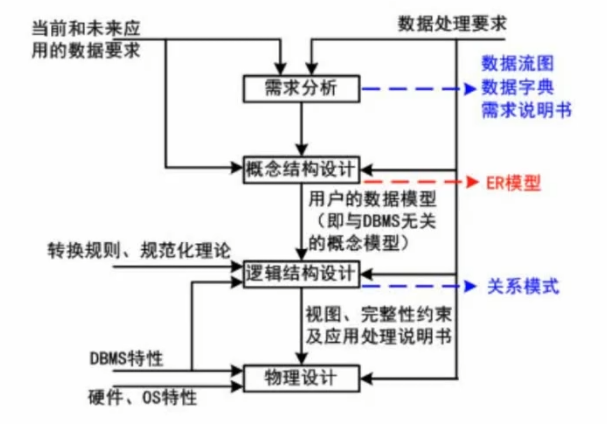 当前和未来应
用的数据要求
数据处理要求
需求分析
数据流图
数据字典
需求说明书
概念结构设计
ER模型
用户的数据模型
（即与DBMS无关
的概念模型）
转换规则、规范化理论
逻辑结构设计
关系模式
视图、完整性约束
及应用处理说明书
DBMS特性
物理设计
硬件、OS特性